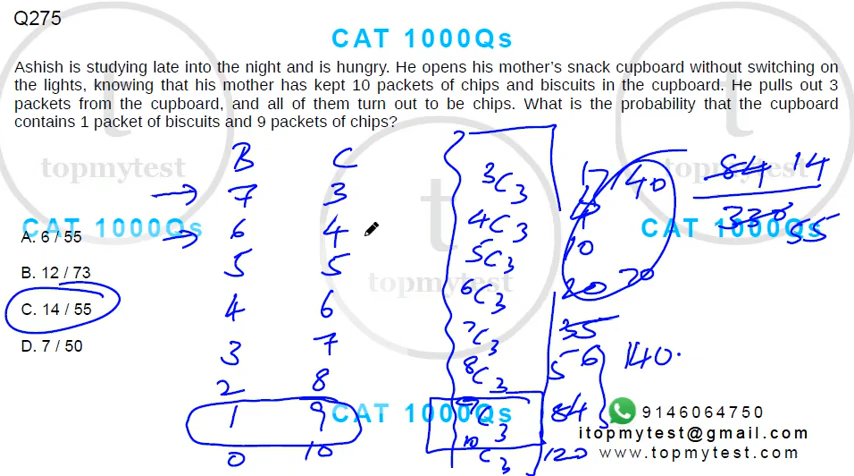 Q275
CAT 1000Qs
Ashish is studying late into the night and is hungry. He opens his mother's snack cupboard without switching on
the lights, knowing that his mother has kept 10 packets of chips and biscuits in the cupboard. He pulls out 3
packets from the cupboard, and all of them turn out to be chips. What is the probability that the cupboard
contains 1 packet of biscuits and 9 packets of chips?
topmytest
topmytest
topmytest
CAT 1000Qs
CAT 1000Qs
CAT 1000Qs
A. 6 / 55
B. 12 / 73
C. 14 / 55
D. 7 / 50
B C
→ 7 3 3C3 1
→ 6 4 4C3 4
5 5 5C3 10
4 6 6C3 20
3 7 7C3 35
2 8 8C3 56
1 9 9C3 84
0 10 10C3 120
140
20
140.
84 14
330 55
9146064750
itopmytest@gmail.com
www.topmytest.com